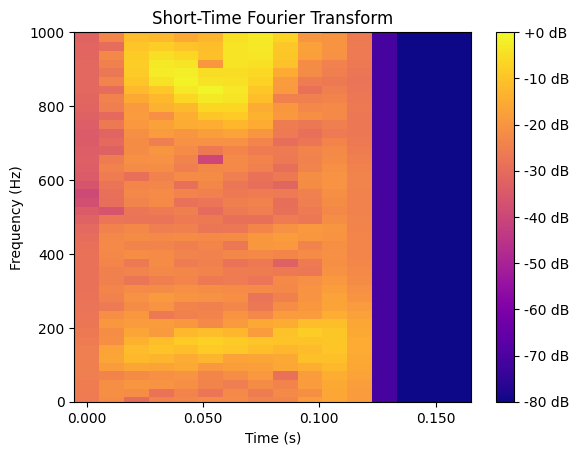 Short-Time Fourier Transform
1000
800
600
400
200
0
Frequency (Hz)
0.000
0.050
0.100
0.150
Time (s)
+0 dB
-10 dB
-20 dB
-30 dB
-40 dB
-50 dB
-60 dB
-70 dB
-80 dB